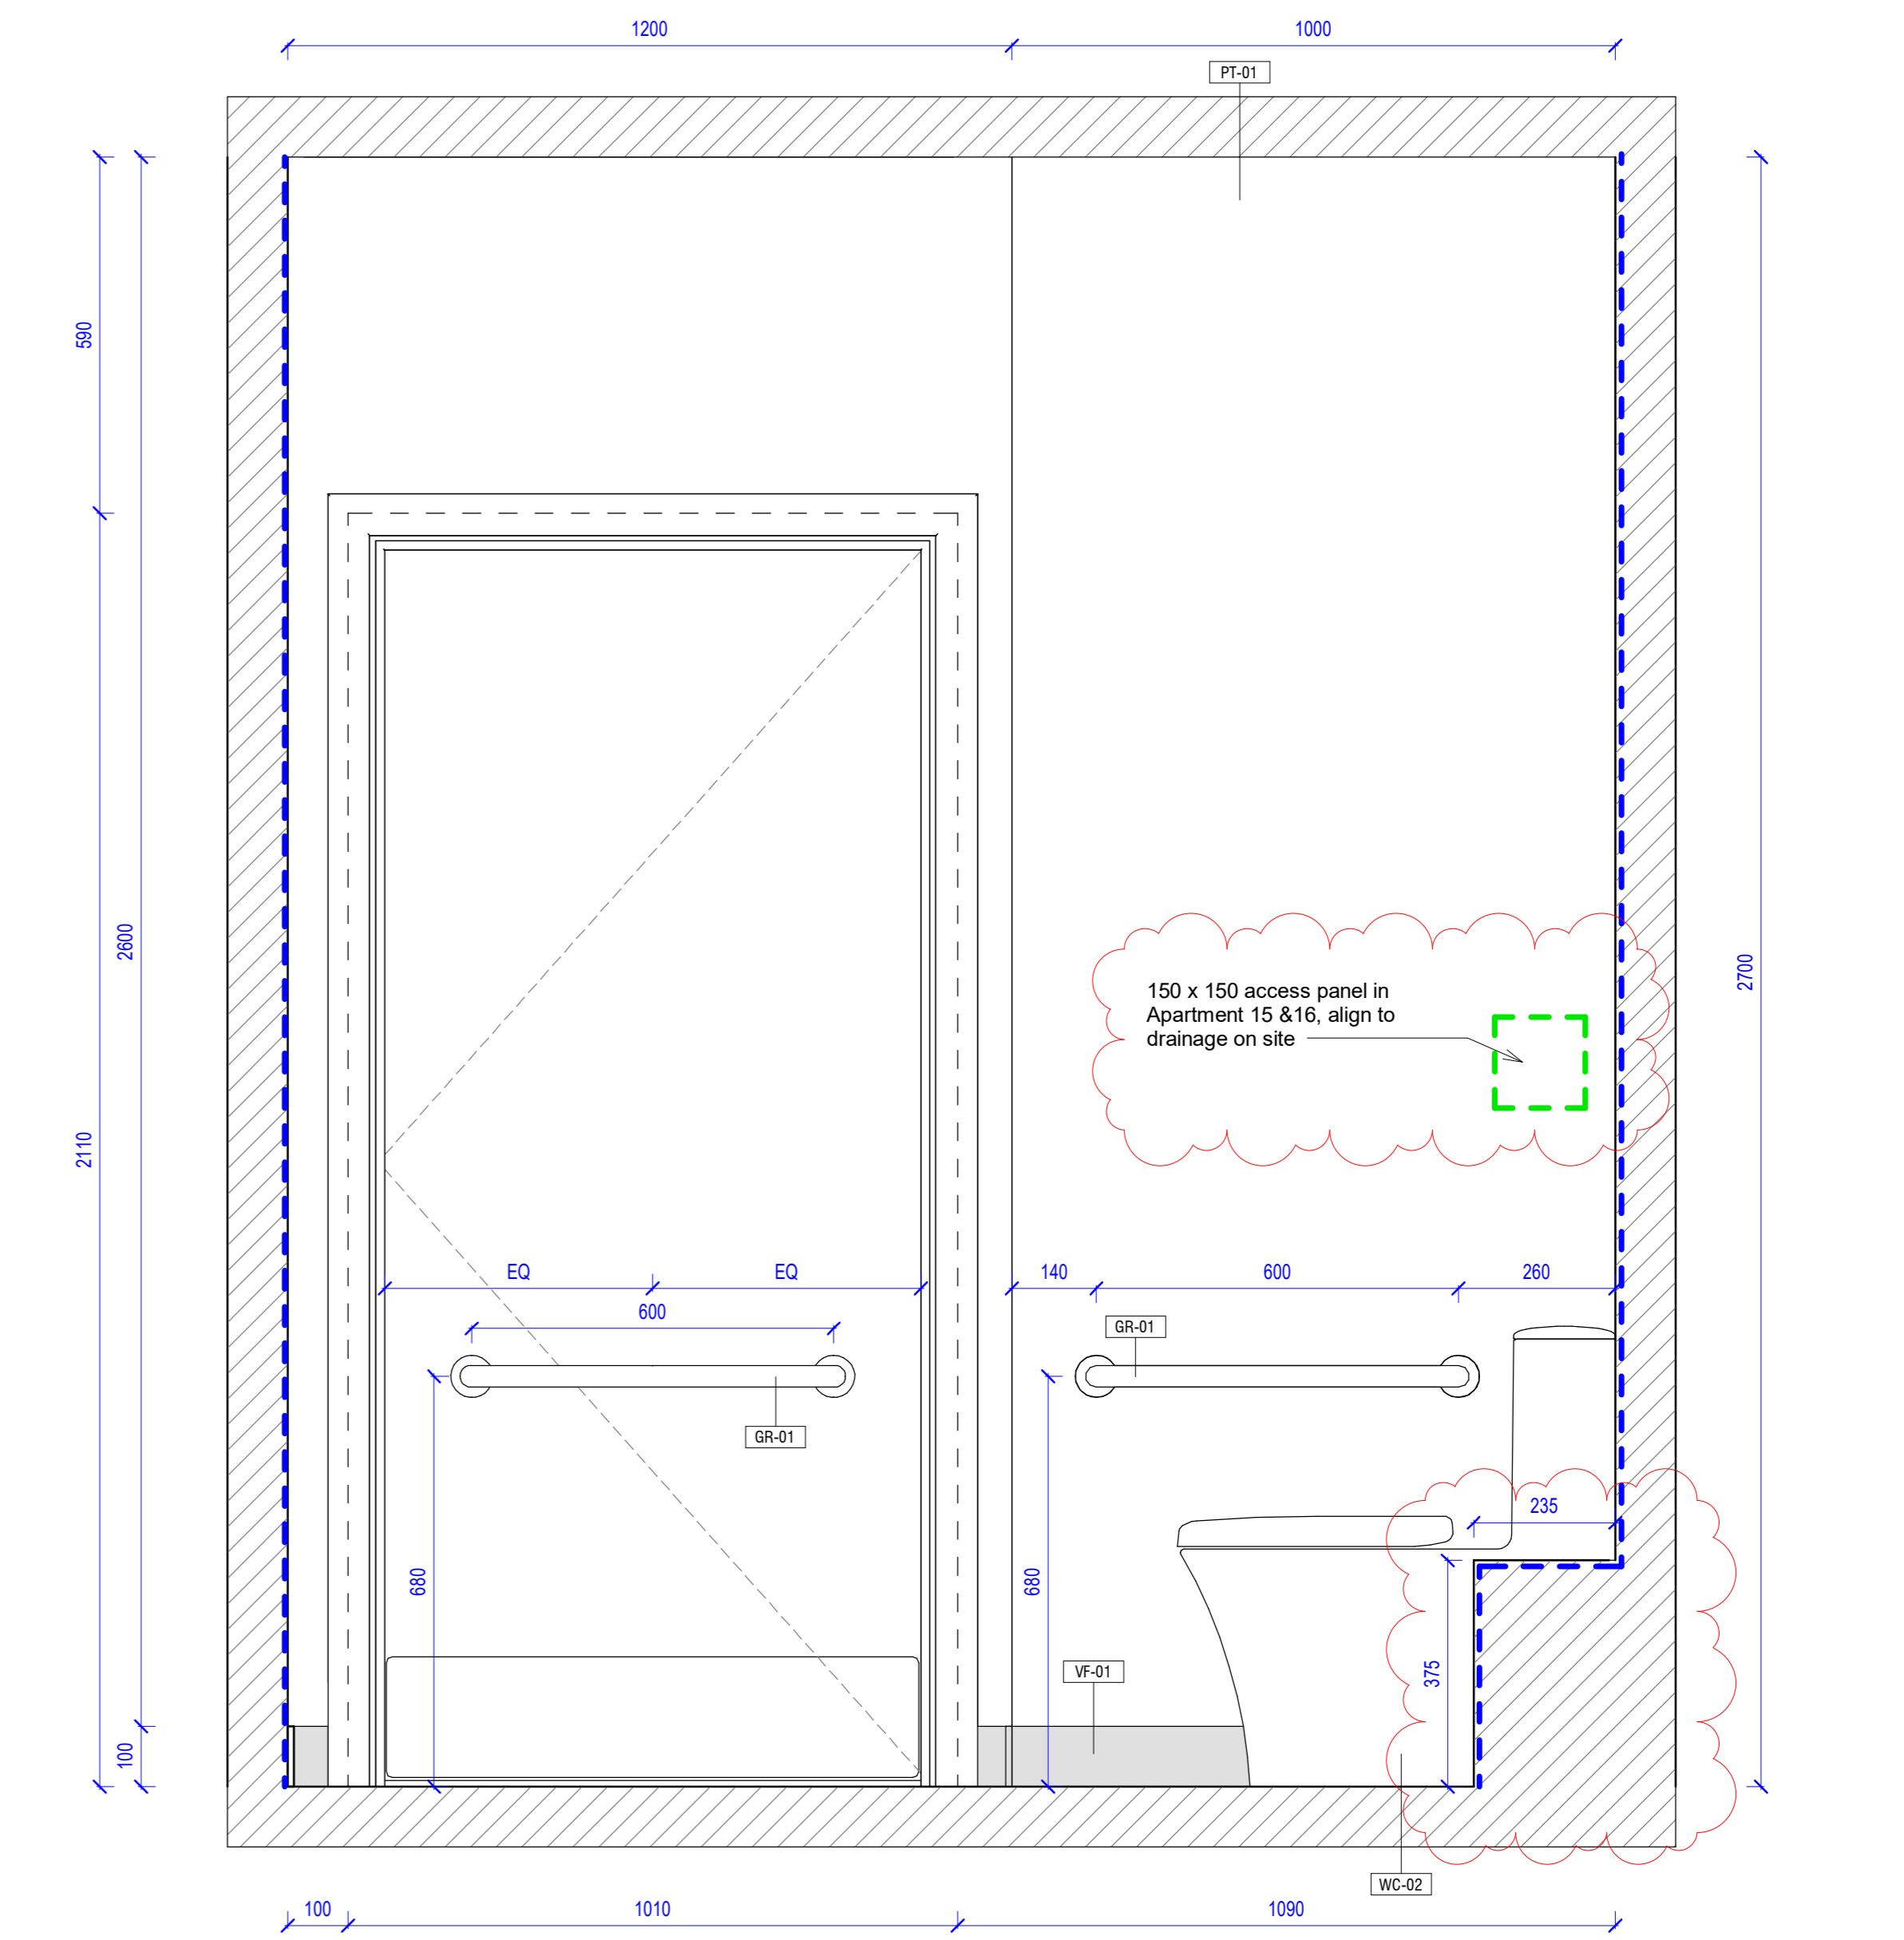 1200
1000
PT-01
590
2600
2700
150 x 150 access panel in
Apartment 15 &16, align to
drainage on site
2110
EQ
EQ
140
600
260
600
GR-01
GR-01
235
680
680
375
VF-01
100
WC-02
100
1010
1090